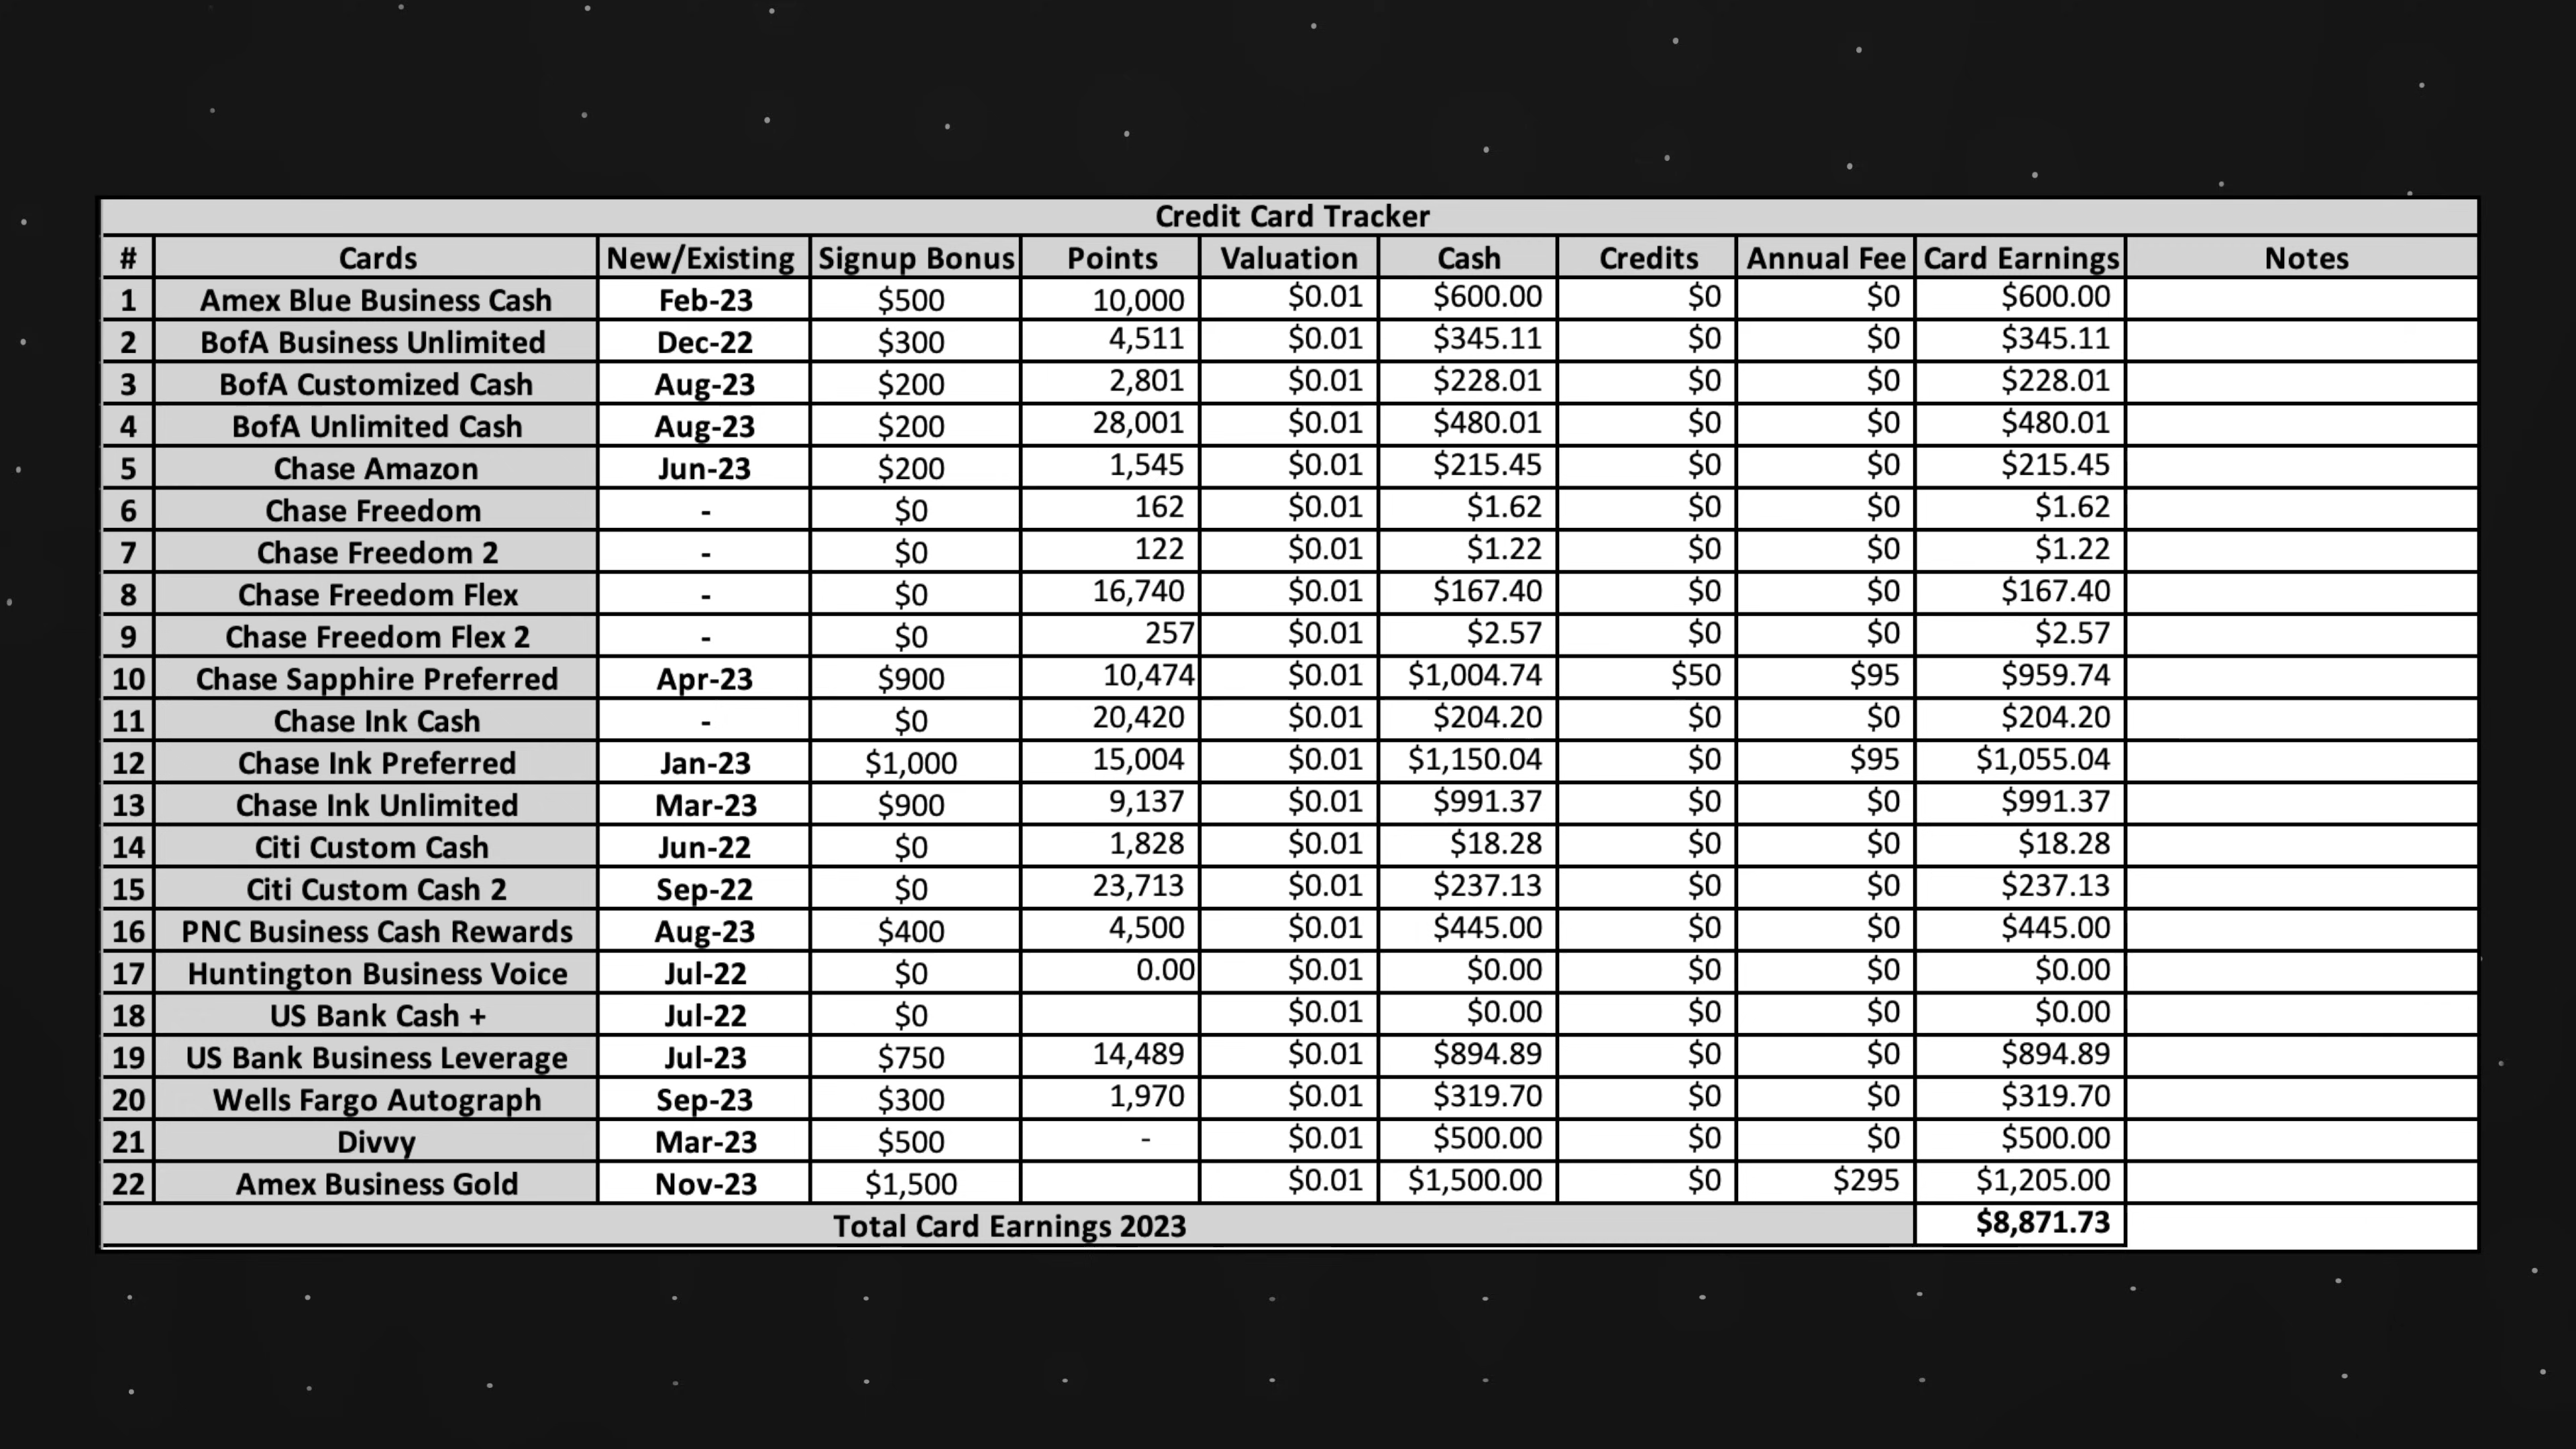 Credit Card Tracker
# Cards New/Existing Signup Bonus Points Valuation Cash Credits Annual Fee Card Earnings Notes
1 Amex Blue Business Cash Feb-23 $500 10,000 $0.01 $600.00 $0 $0 $600.00
2 BofA Business Unlimited Dec-22 $300 4,511 $0.01 $345.11 $0 $0 $345.11
3 BofA Customized Cash Aug-23 $200 2,801 $0.01 $228.01 $0 $0 $228.01
4 BofA Unlimited Cash Aug-23 $200 28,001 $0.01 $480.01 $0 $0 $480.01
5 Chase Amazon Jun-23 $200 1,545 $0.01 $215.45 $0 $0 $215.45
6 Chase Freedom - $0 162 $0.01 $1.62 $0 $0 $1.62
7 Chase Freedom 2 - $0 122 $0.01 $1.22 $0 $0 $1.22
8 Chase Freedom Flex - $0 16,740 $0.01 $167.40 $0 $0 $167.40
9 Chase Freedom Flex 2 - $0 257 $0.01 $2.57 $0 $0 $2.57
10 Chase Sapphire Preferred Apr-23 $900 10,474 $0.01 $1,004.74 $50 $95 $959.74
11 Chase Ink Cash - $0 20,420 $0.01 $204.20 $0 $0 $204.20
12 Chase Ink Preferred Jan-23 $1,000 15,004 $0.01 $1,150.04 $0 $95 $1,055.04
13 Chase Ink Unlimited Mar-23 $900 9,137 $0.01 $991.37 $0 $0 $991.37
14 Citi Custom Cash Jun-22 $0 1,828 $0.01 $18.28 $0 $0 $18.28
15 Citi Custom Cash 2 Sep-22 $0 23,713 $0.01 $237.13 $0 $0 $237.13
16 PNC Business Cash Rewards Aug-23 $400 4,500 $0.01 $445.00 $0 $0 $445.00
17 Huntington Business Voice Jul-22 $0 0.00 $0.01 $0.00 $0 $0 $0.00
18 US Bank Cash + Jul-22 $0 $0.01 $0.00 $0 $0 $0.00
19 US Bank Business Leverage Jul-23 $750 14,489 $0.01 $894.89 $0 $0 $894.89
20 Wells Fargo Autograph Sep-23 $300 1,970 $0.01 $319.70 $0 $0 $319.70
21 Divvy Mar-23 $500 - $0.01 $500.00 $0 $0 $500.00
22 Amex Business Gold Nov-23 $1,500 $0.01 $1,500.00 $0 $295 $1,205.00
Total Card Earnings 2023 $8,871.73